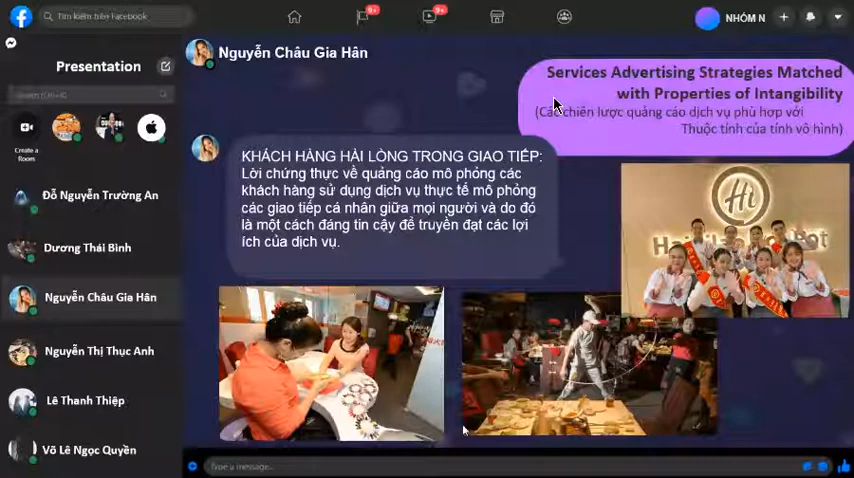 Tìm kiếm trên Facebook
9+
9+
NHÓM N
Presentation
Create a
Room
Đỗ Nguyễn Trường An
Dương Thái Bình
Nguyễn Châu Gia Hân
Nguyễn Thị Thục Anh
Lê Thanh Thiệp
Võ Lê Ngọc Quyền
Nguyễn Châu Gia Hân
Services Advertising Strategies Matched
with Properties of Intangibility
(Các chiến lược quảng cáo dịch vụ phù hợp với
Thuộc tính của tính vô hình)
KHÁCH HÀNG HÀI LÒNG TRONG GIAO TIẾP:
Lời chứng thực về quảng cáo mô phỏng các
khách hàng sử dụng dịch vụ thực tế mô phỏng
các giao tiếp cá nhân giữa mọi người và do đó
là một cách đáng tin cậy để truyền đạt các lợi
ích của dịch vụ.
Hi
Type a message...